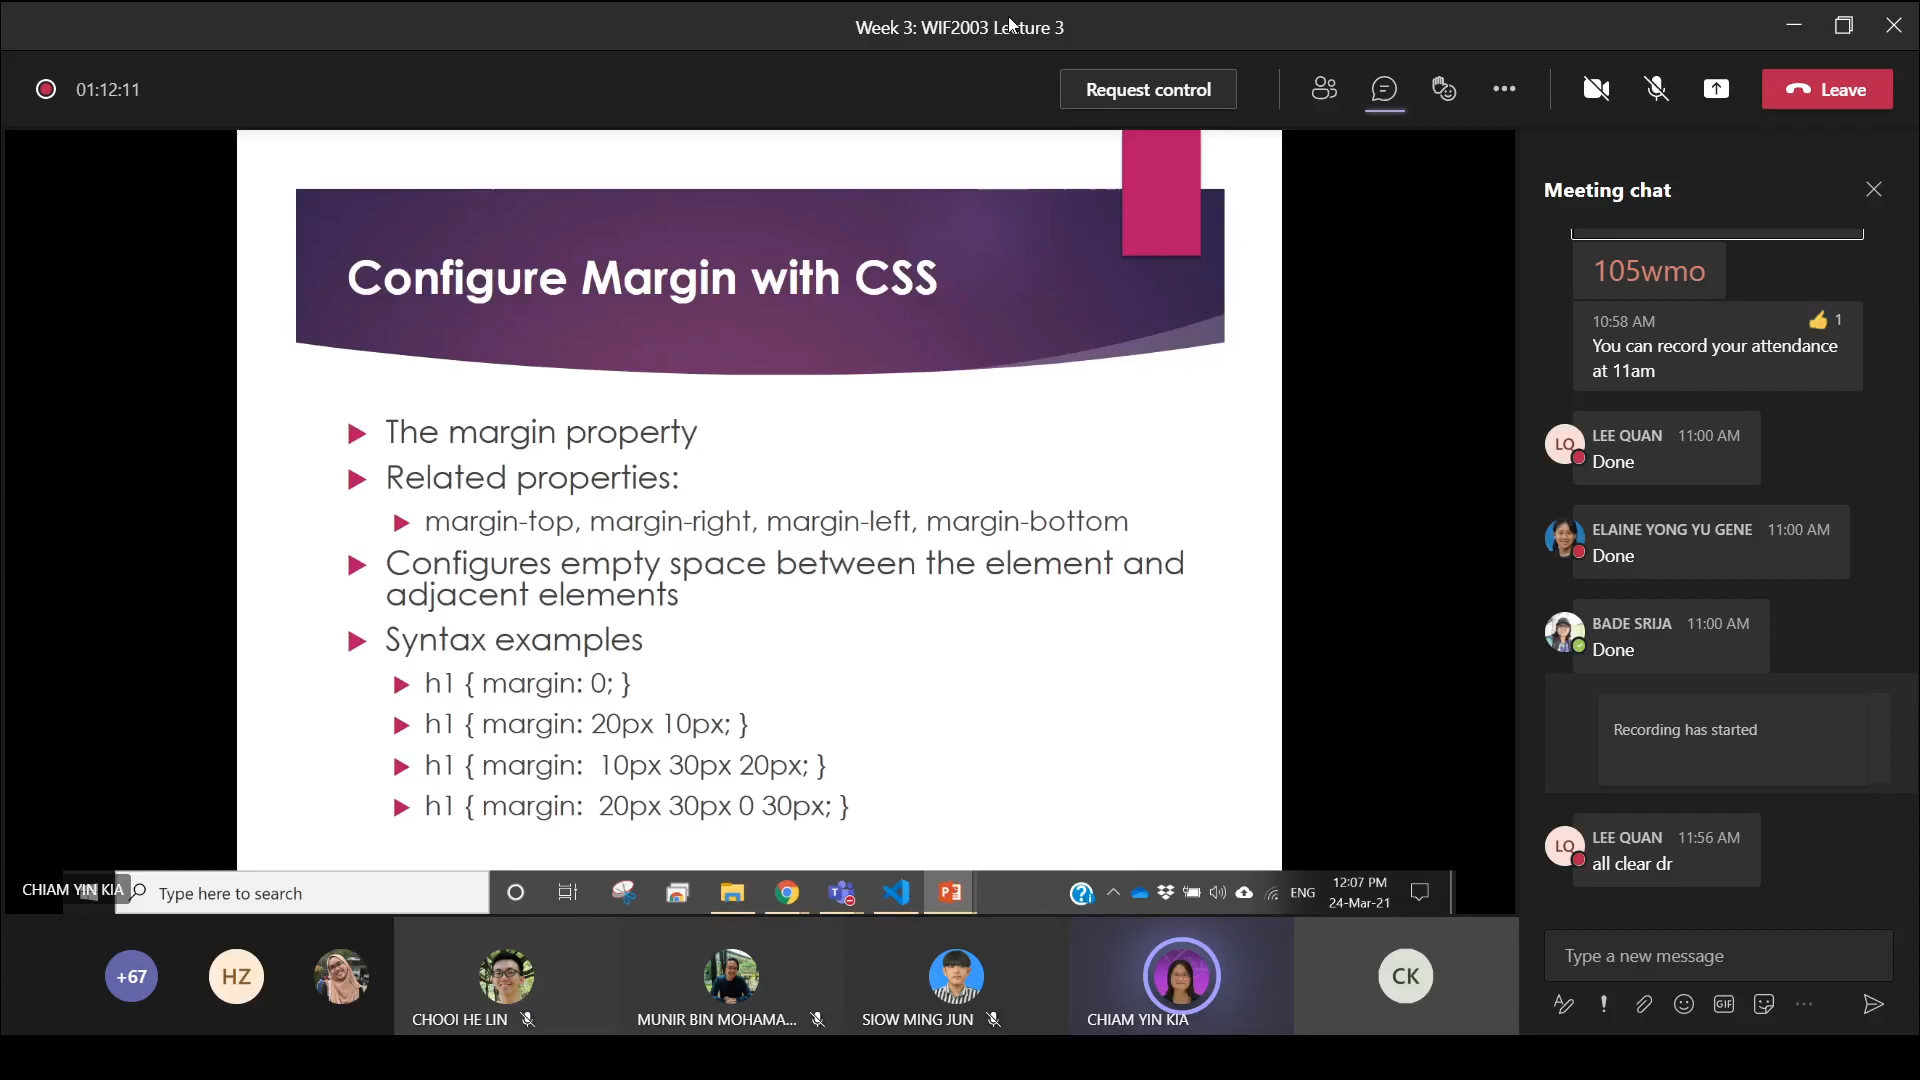 Week 3: WIF2003 Lecture 3
01:12:11
Request control
Leave
Configure Margin with CSS
The margin property
Related properties:
margin-top, margin-right, margin-left, margin-bottom
Configures empty space between the element and
adjacent elements
Syntax examples
h1 { margin: 0; }
h1 { margin: 20px 10px; }
h1 { margin: 10px 30px 20px; }
h1 { margin: 20px 30px 0 30px; }
CHIAM YIN KIA
Type here to search
ENG
12:07 PM
24-Mar-21
+67
HZ
CHOOI HE LIN
MUNIR BIN MOHAMA...
SIOW MING JUN
CHIAM YIN KIA
CK
Meeting chat
105wmo
10:58 AM
1
You can record your attendance
at 11am
LQ
LEE QUAN 11:00 AM
Done
ELAINE YONG YU GENE 11:00 AM
Done
BADE SRIJA 11:00 AM
Done
Recording has started
LQ
LEE QUAN 11:56 AM
all clear dr
Type a new message
GIF